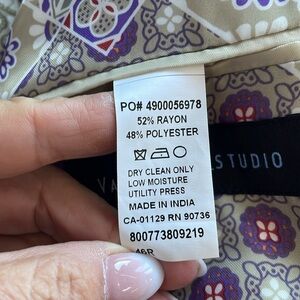 PO# 4900056978
52% RAYON
48% POLYESTER
DRY CLEAN ONLY
LOW MOISTURE
UTILITY PRESS
MADE IN INDIA
CA-01129 RN 90736
800773809219
46R
STUDIO